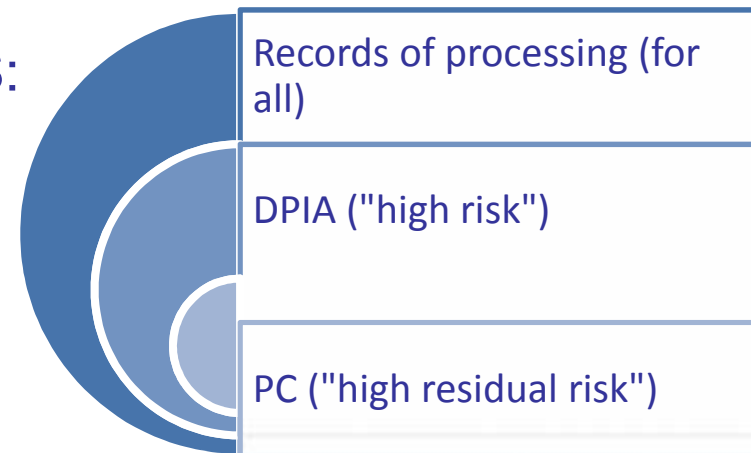 Records of processing (for
all)
DPIA ("high risk")
PC ("high residual risk")